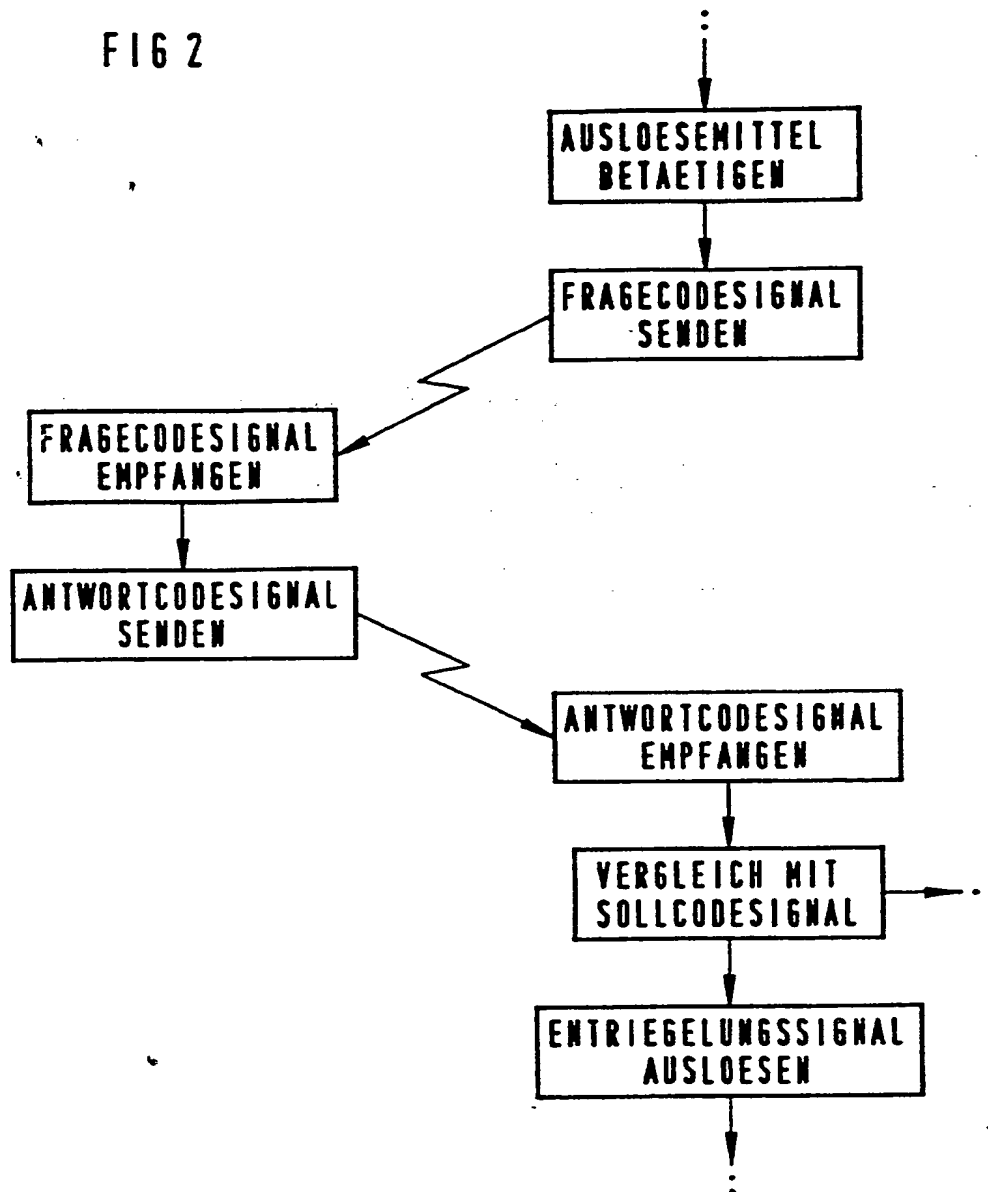 FIG 2
AUSLOESEMITTEL
BETAETIGEN
FRAGECODESIGNAL
SENDEN
FRAGECODESIGNAL
EMPFANGEN
ANTWORTCODESIGNAL
SENDEN
ANTWORTCODESIGNAL
EMPFANGEN
VERGLEICH MIT
SOLLCODESIGNAL
ENTRIEGELUNGSSIGNAL
AUSLOESEN